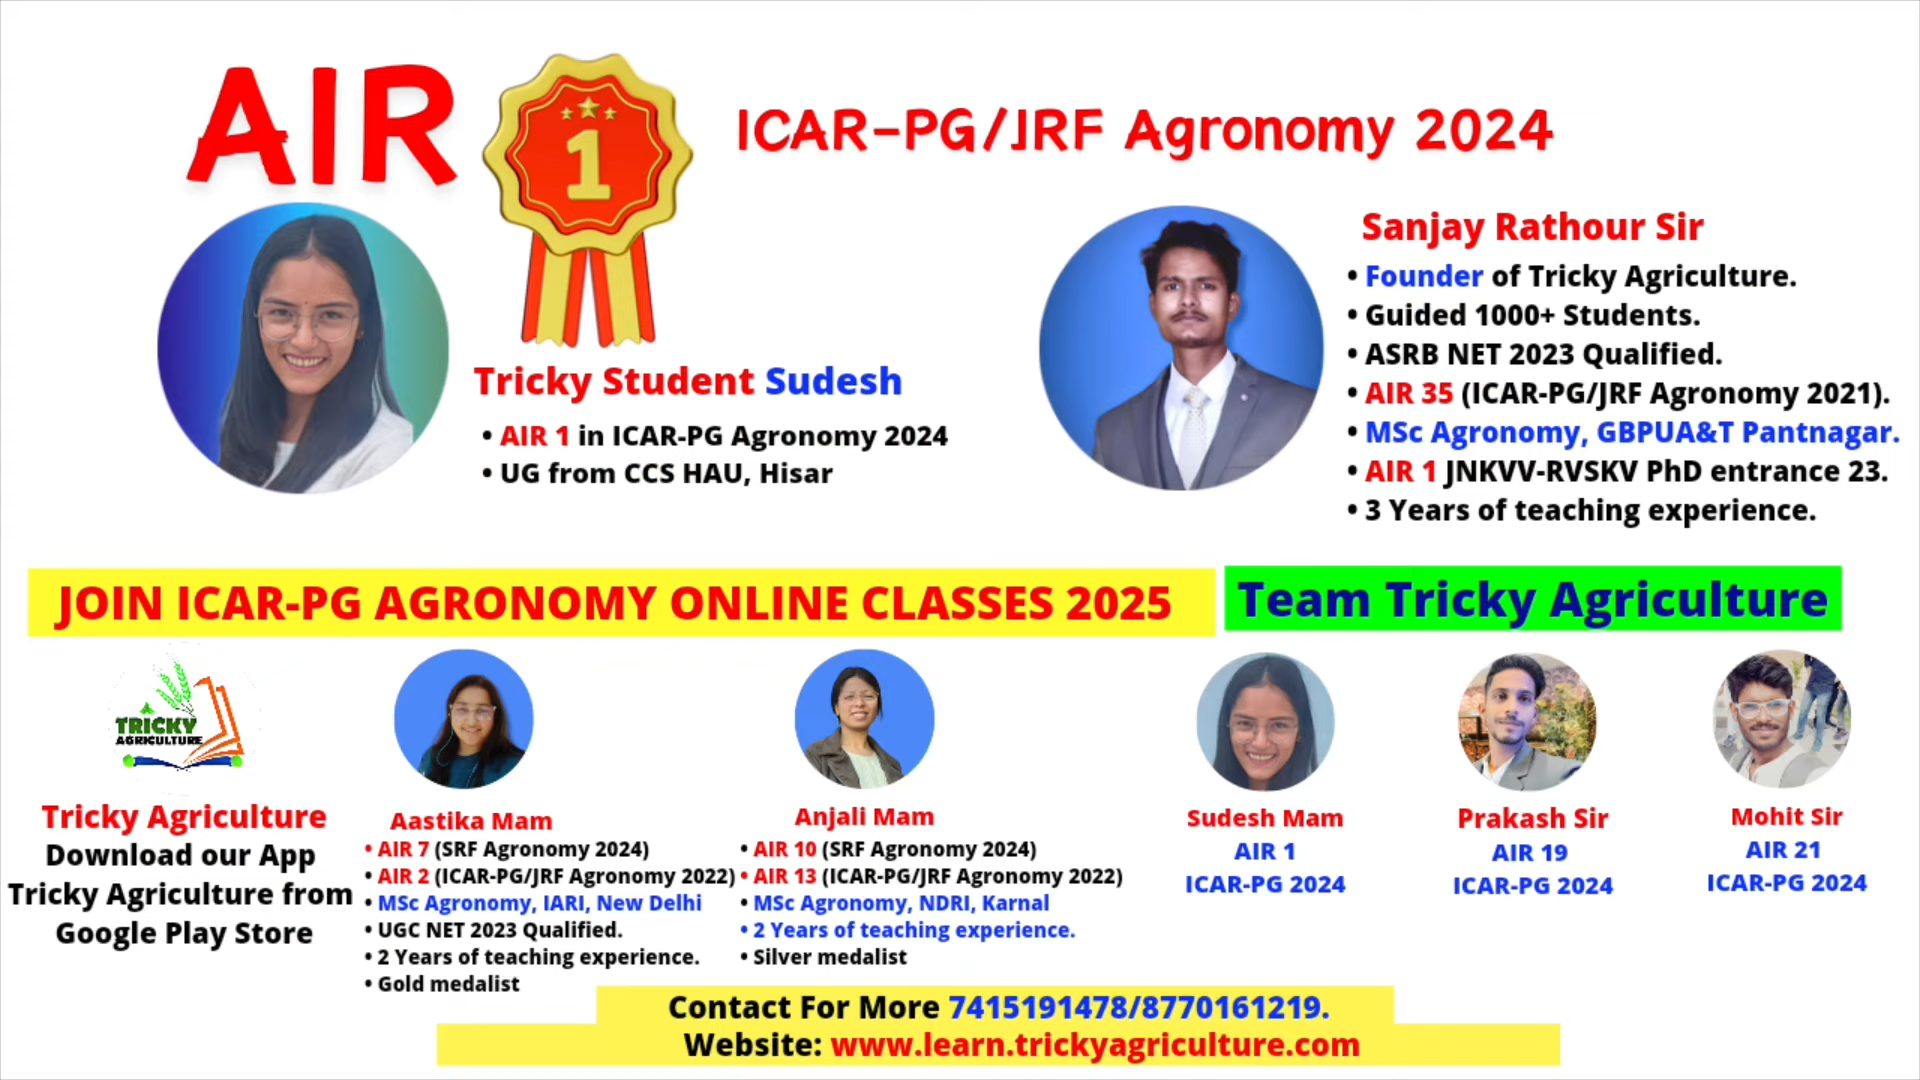 AIR
1
ICAR-PG/JRF Agronomy 2024
Tricky Student Sudesh
• AIR 1 in ICAR-PG Agronomy 2024
• UG from CCS HAU, Hisar
Sanjay Rathour Sir
• Founder of Tricky Agriculture.
• Guided 1000+ Students.
• ASRB NET 2023 Qualified.
• AIR 35 (ICAR-PG/JRF Agronomy 2021).
• MSc Agronomy, GBPUA&T Pantnagar.
• AIR 1 JNKVV-RVSKV PhD entrance 23.
• 3 Years of teaching experience.
JOIN ICAR-PG AGRONOMY ONLINE CLASSES 2025
Team Tricky Agriculture
TRICKY
AGRICULTURE
Tricky Agriculture
Download our App
Tricky Agriculture from
Google Play Store
Aastika Mam
• AIR 7 (SRF Agronomy 2024)
• AIR 2 (ICAR-PG/JRF Agronomy 2022)
• MSc Agronomy, IARI, New Delhi
• UGC NET 2023 Qualified.
• 2 Years of teaching experience.
• Gold medalist
Anjali Mam
• AIR 10 (SRF Agronomy 2024)
• AIR 13 (ICAR-PG/JRF Agronomy 2022)
• MSc Agronomy, NDRI, Karnal
• 2 Years of teaching experience.
• Silver medalist
Sudesh Mam
AIR 1
ICAR-PG 2024
Prakash Sir
AIR 19
ICAR-PG 2024
Mohit Sir
AIR 21
ICAR-PG 2024
Contact For More 7415191478/8770161219.
Website: www.learn.trickyagriculture.com